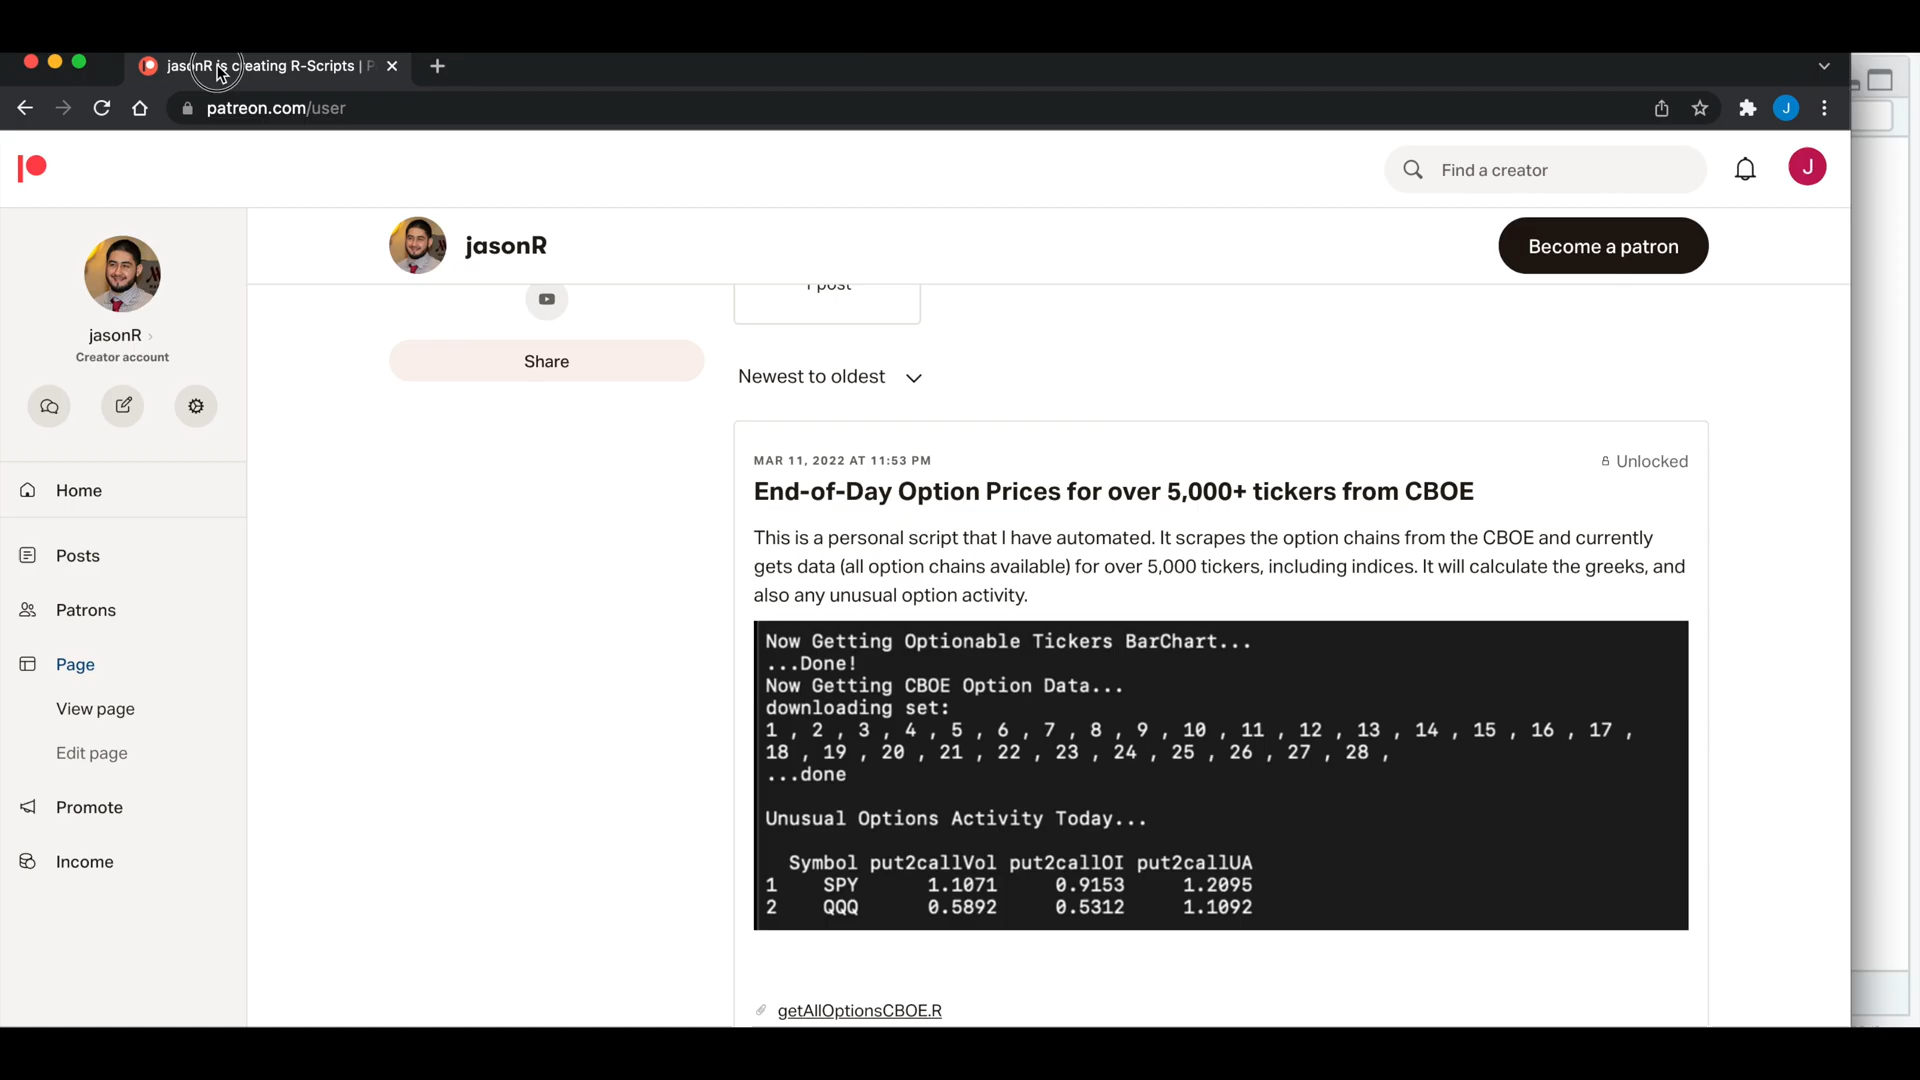 jasonR is creating R-Scripts | P
patreon.com/user
J
Find a creator
J
jasonR
Become a patron
jasonR
Creator account
1 post
Share
Newest to oldest
Home
Posts
Patrons
Page
View page
Edit page
Promote
Income
MAR 11, 2022 AT 11:53 PM
Unlocked
End-of-Day Option Prices for over 5,000+ tickers from CBOE
This is a personal script that I have automated. It scrapes the option chains from the CBOE and currently
gets data (all option chains available) for over 5,000 tickers, including indices. It will calculate the greeks, and
also any unusual option activity.
Now Getting Optionable Tickers BarChart...
...Done!
Now Getting CBOE Option Data...
downloading set:
1 , 2 , 3 , 4 , 5 , 6 , 7 , 8 , 9 , 10 , 11 , 12 , 13 , 14 , 15 , 16 , 17 ,
18 , 19 , 20 , 21 , 22 , 23 , 24 , 25 , 26 , 27 , 28 ,
...done
Unusual Options Activity Today...
Symbol put2callVol put2callOI put2callUA
1 SPY 1.1071 0.9153 1.2095
2 QQQ 0.5892 0.5312 1.1092
getAllOptionsCBOE.R